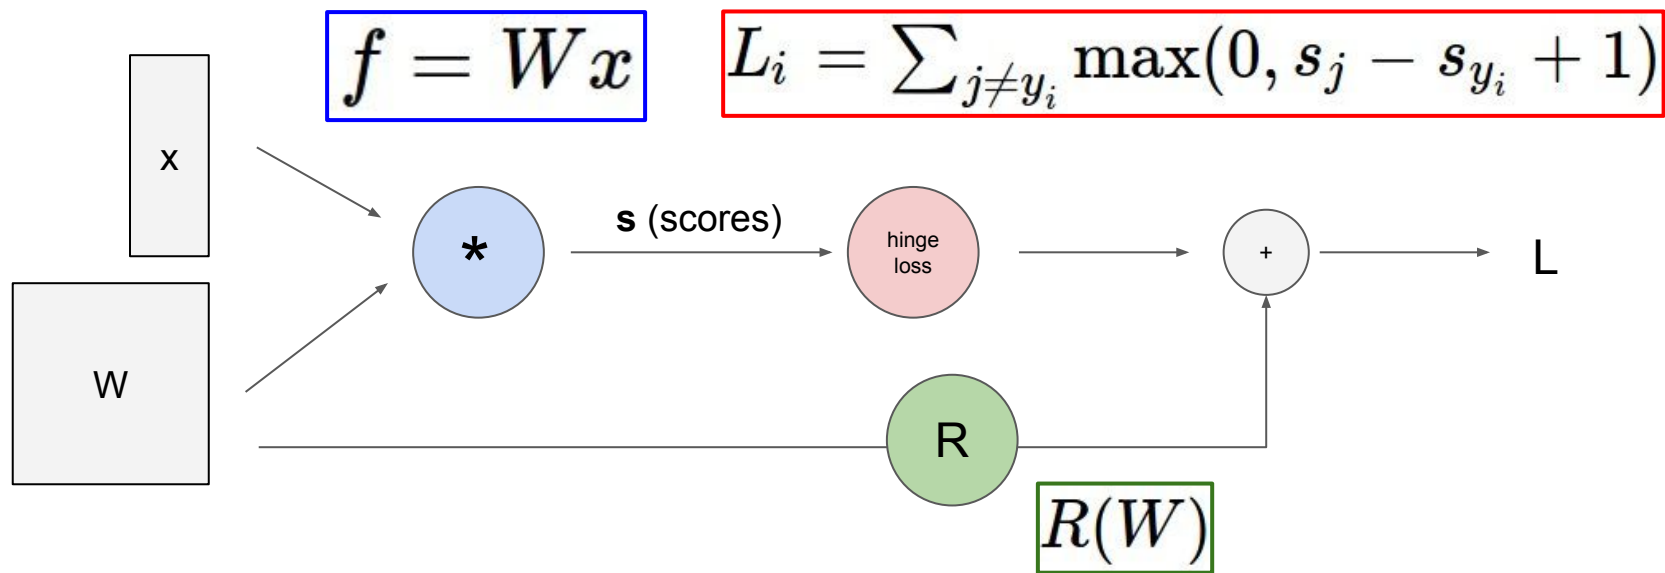 f = Wx
L_i = ∑_{j≠y_i} max(0, s_j − s_{y_i} + 1)
x
s (scores)
*
hinge
loss
+
L
W
R
R(W)